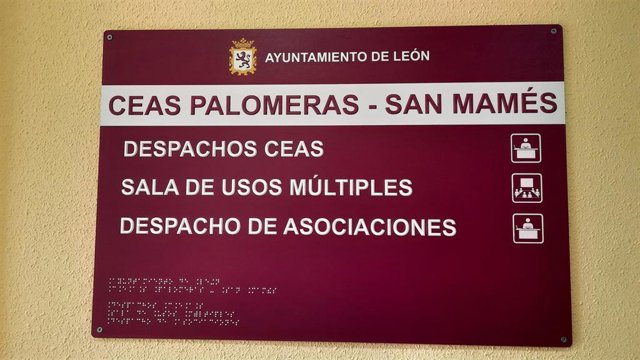 AYUNTAMIENTO DE LEÓN
CEAS PALOMERAS - SAN MAMÉS
DESPACHOS CEAS
SALA DE USOS MÚLTIPLES
DESPACHO DE ASOCIACIONES